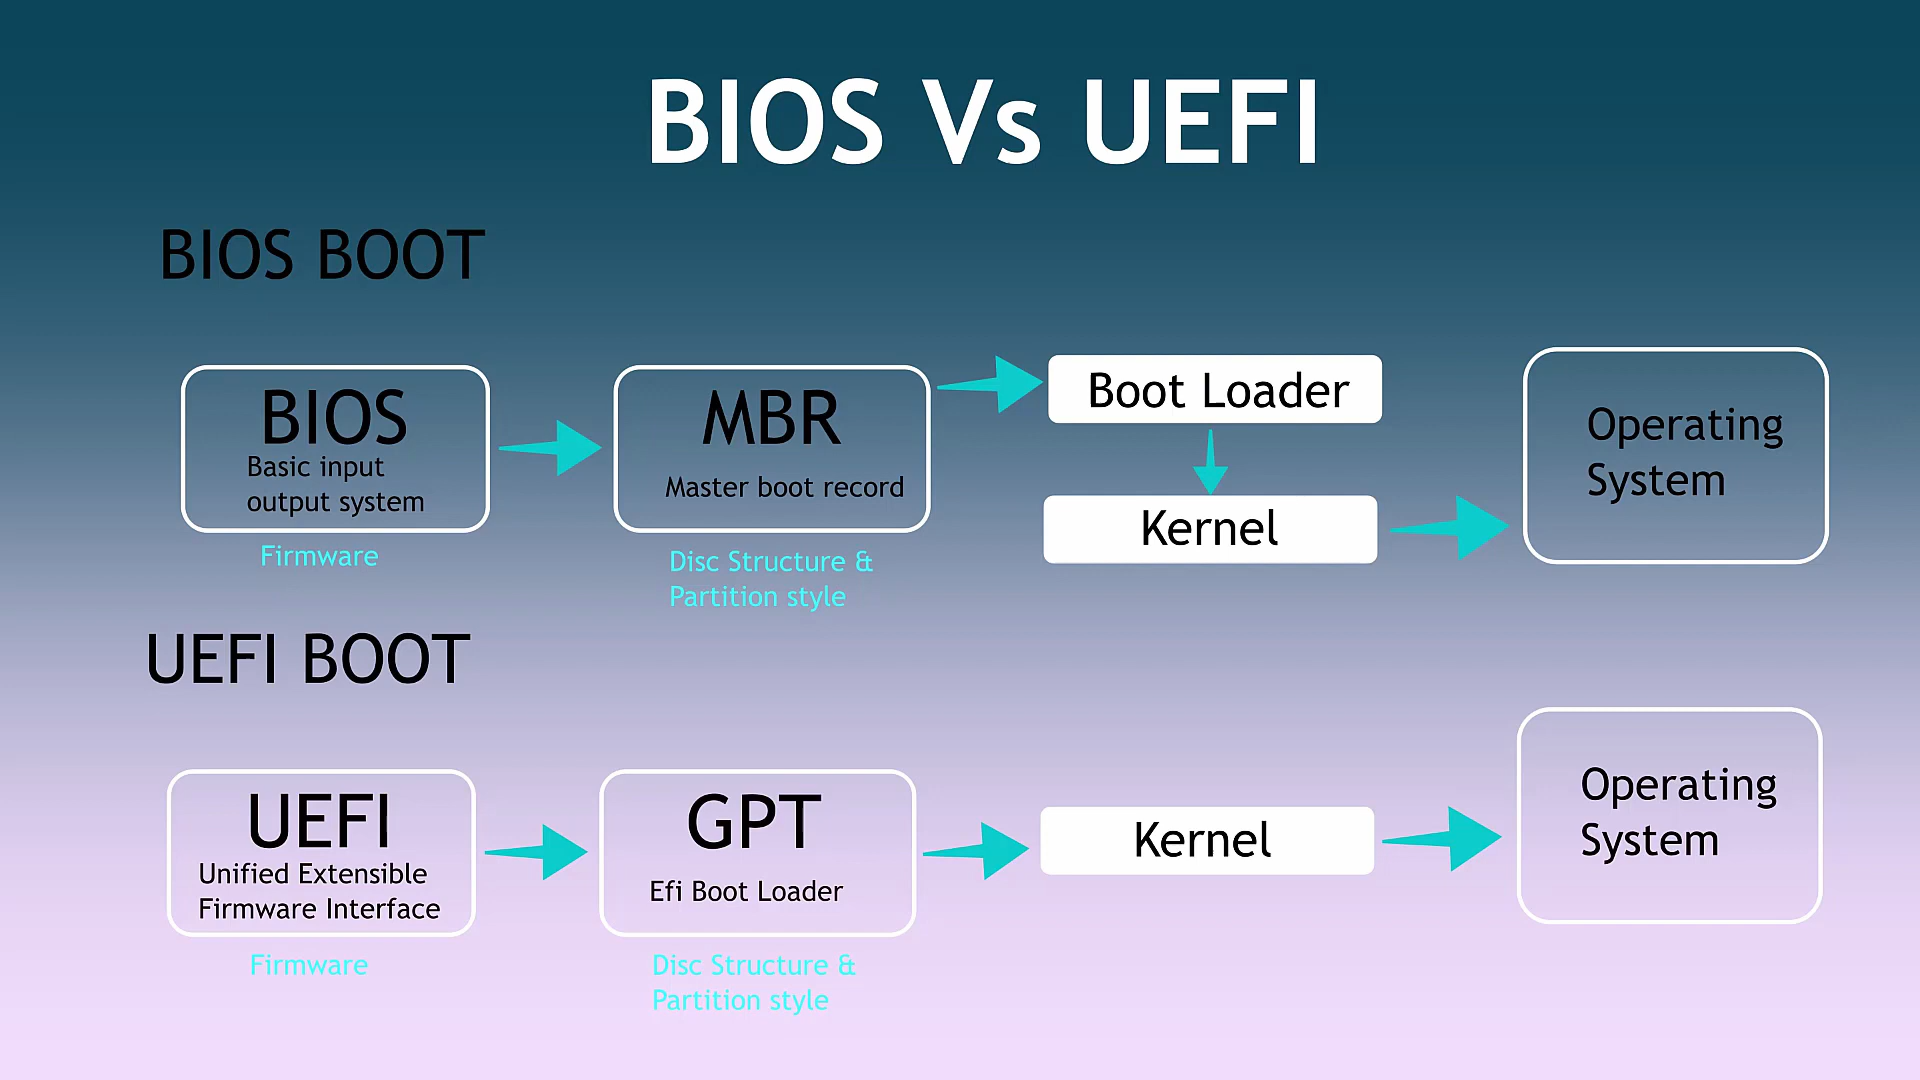 BIOS Vs UEFI
BIOS BOOT
BIOS
Basic input
output system
Firmware
MBR
Master boot record
Disc Structure &
Partition style
Boot Loader
Kernel
Operating
System
UEFI BOOT
UEFI
Unified Extensible
Firmware Interface
Firmware
GPT
Efi Boot Loader
Disc Structure &
Partition style
Kernel
Operating
System